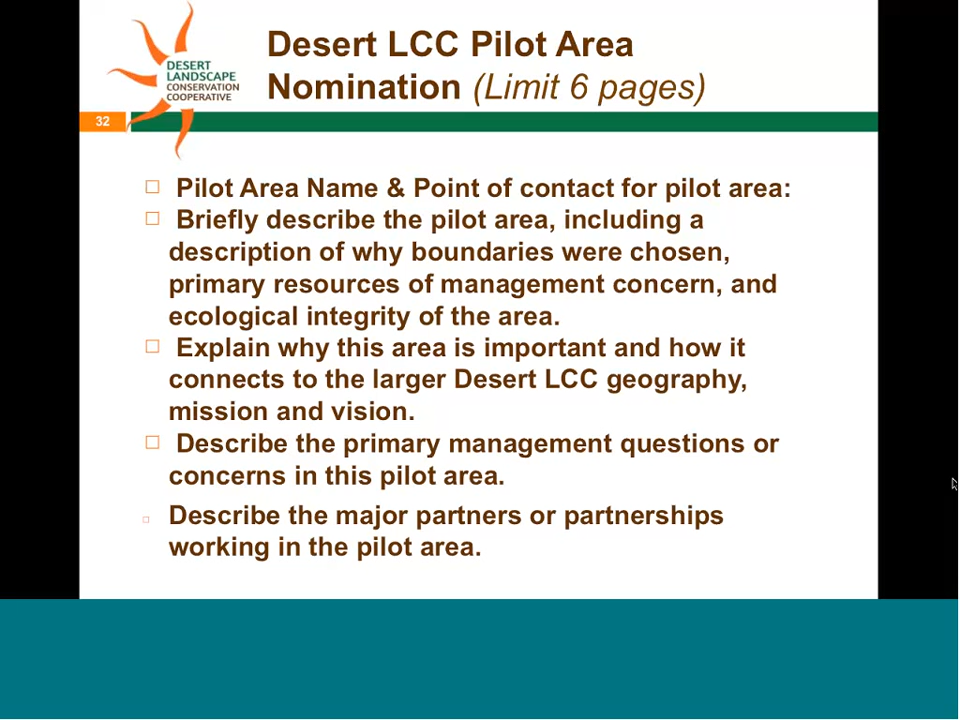 DESERT
LANDSCAPE
CONSERVATION
COOPERATIVE
Desert LCC Pilot Area
Nomination (Limit 6 pages)
32
Pilot Area Name & Point of contact for pilot area:
Briefly describe the pilot area, including a
description of why boundaries were chosen,
primary resources of management concern, and
ecological integrity of the area.
Explain why this area is important and how it
connects to the larger Desert LCC geography,
mission and vision.
Describe the primary management questions or
concerns in this pilot area.
Describe the major partners or partnerships
working in the pilot area.